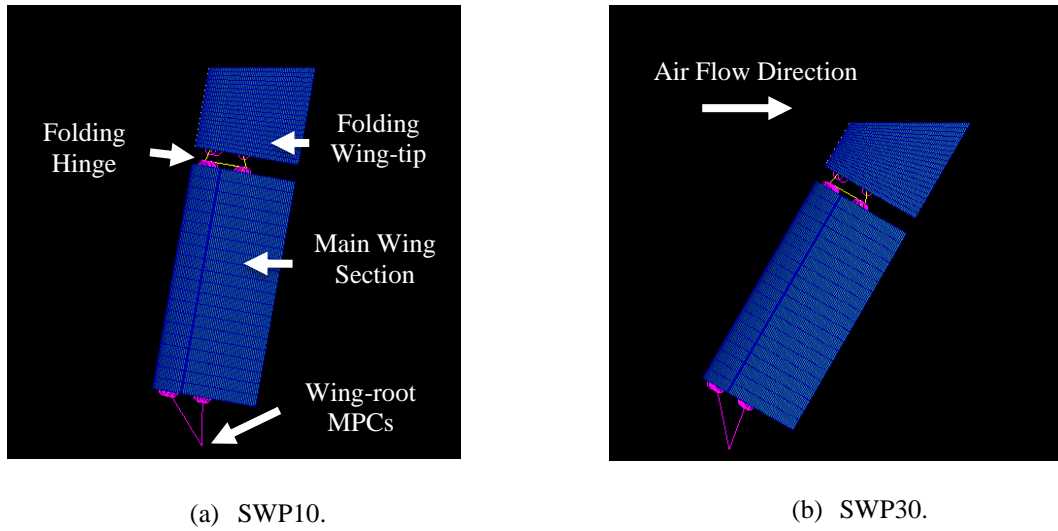 Folding
Hinge
Folding
Wing-tip
Main Wing
Section
Wing-root
MPCs
(a) SWP10.
Air Flow Direction
(b) SWP30.